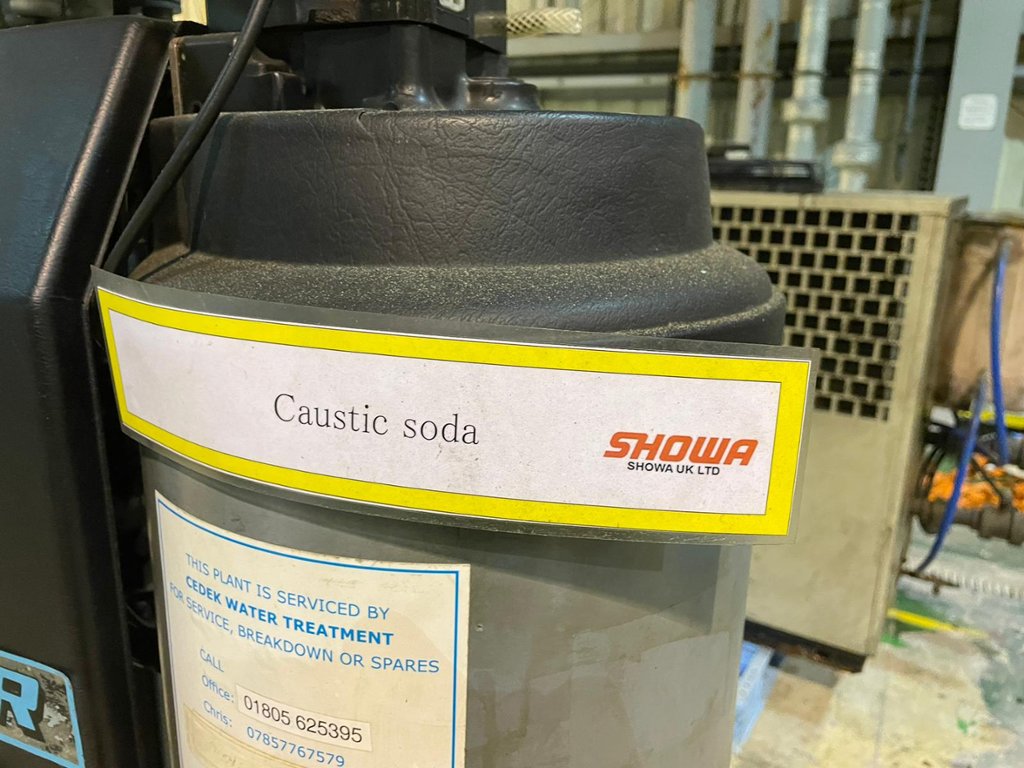 Caustic soda
SHOWA
SHOWA UK LTD
THIS PLANT IS SERVICED BY
CEDEK WATER TREATMENT
FOR SERVICE, BREAKDOWN OR SPARES
CALL
Office: 01805 625395
Chris: 07857767579
R